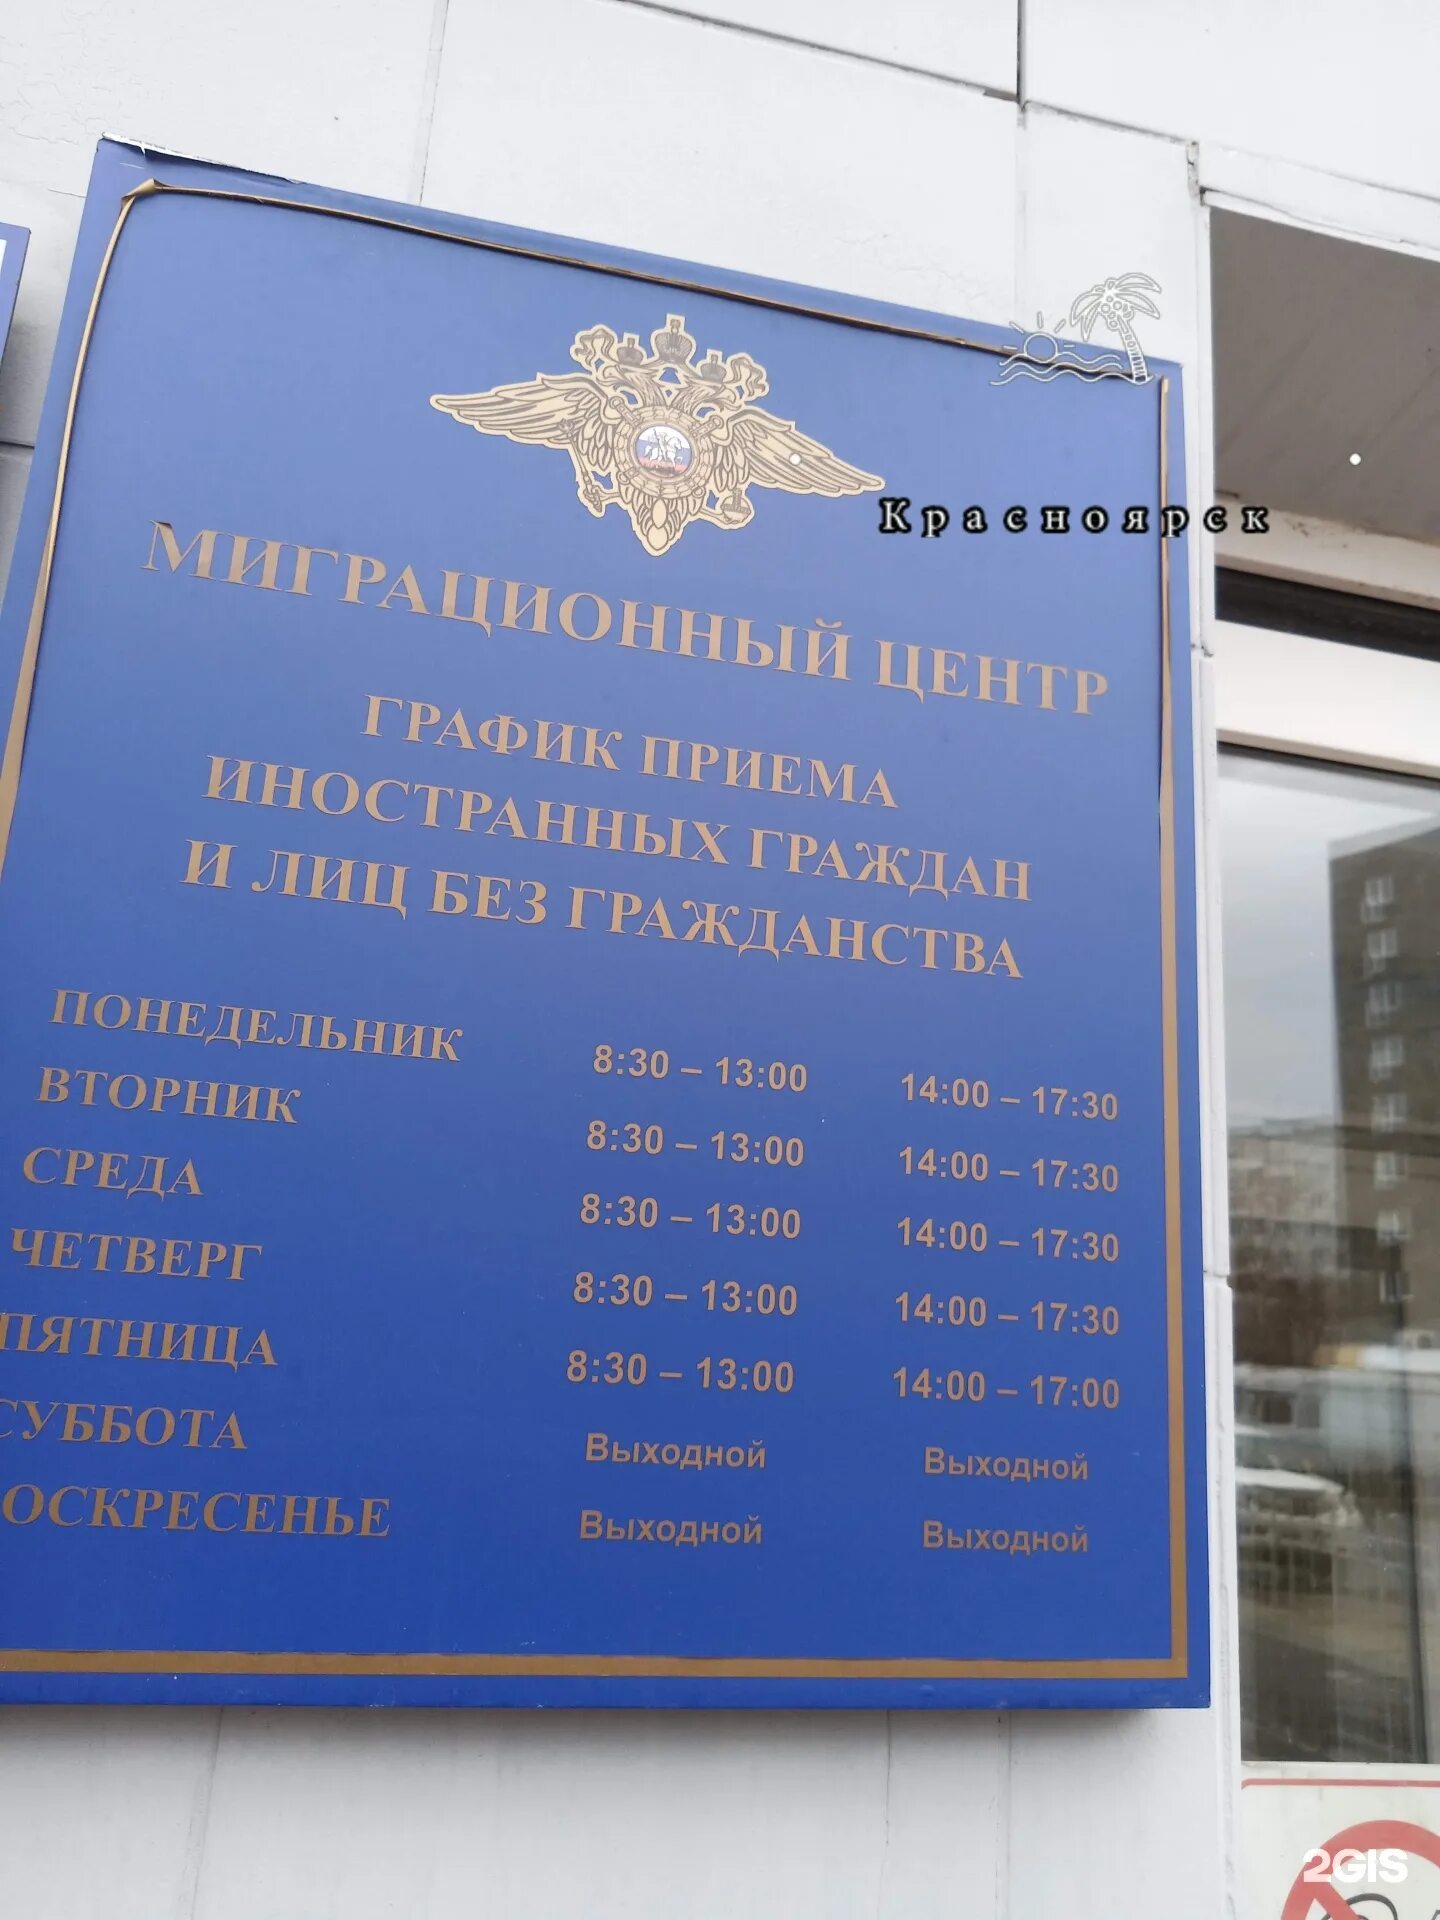 Красноярск
МИГРАЦИОННЫЙ ЦЕНТР
ГРАФИК ПРИЕМА
ИНОСТРАННЫХ ГРАЖДАН
И ЛИЦ БЕЗ ГРАЖДАНСТВА
ПОНЕДЕЛЬНИК 8:30 – 13:00 14:00 – 17:30
ВТОРНИК 8:30 – 13:00 14:00 – 17:30
СРЕДА 8:30 – 13:00 14:00 – 17:30
ЧЕТВЕРГ 8:30 – 13:00 14:00 – 17:30
ПЯТНИЦА 8:30 – 13:00 14:00 – 17:00
СУББОТА Выходной Выходной
ОСКРЕСЕНЬЕ Выходной Выходной
2GIS